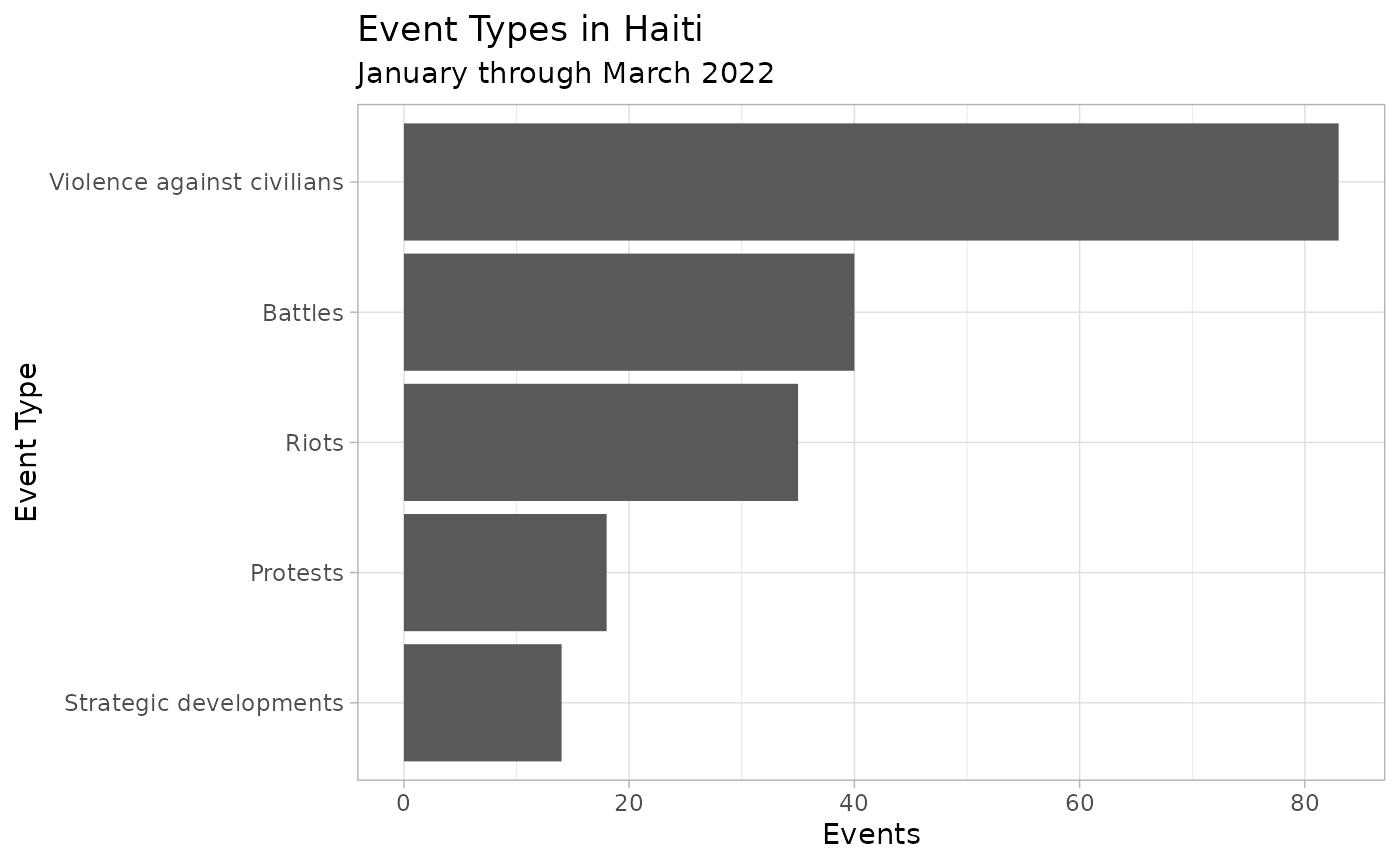 Event Types in Haiti
January through March 2022
Violence against civilians
Battles
Riots
Protests
Strategic developments
Event Type
0 20 40 60 80
Events